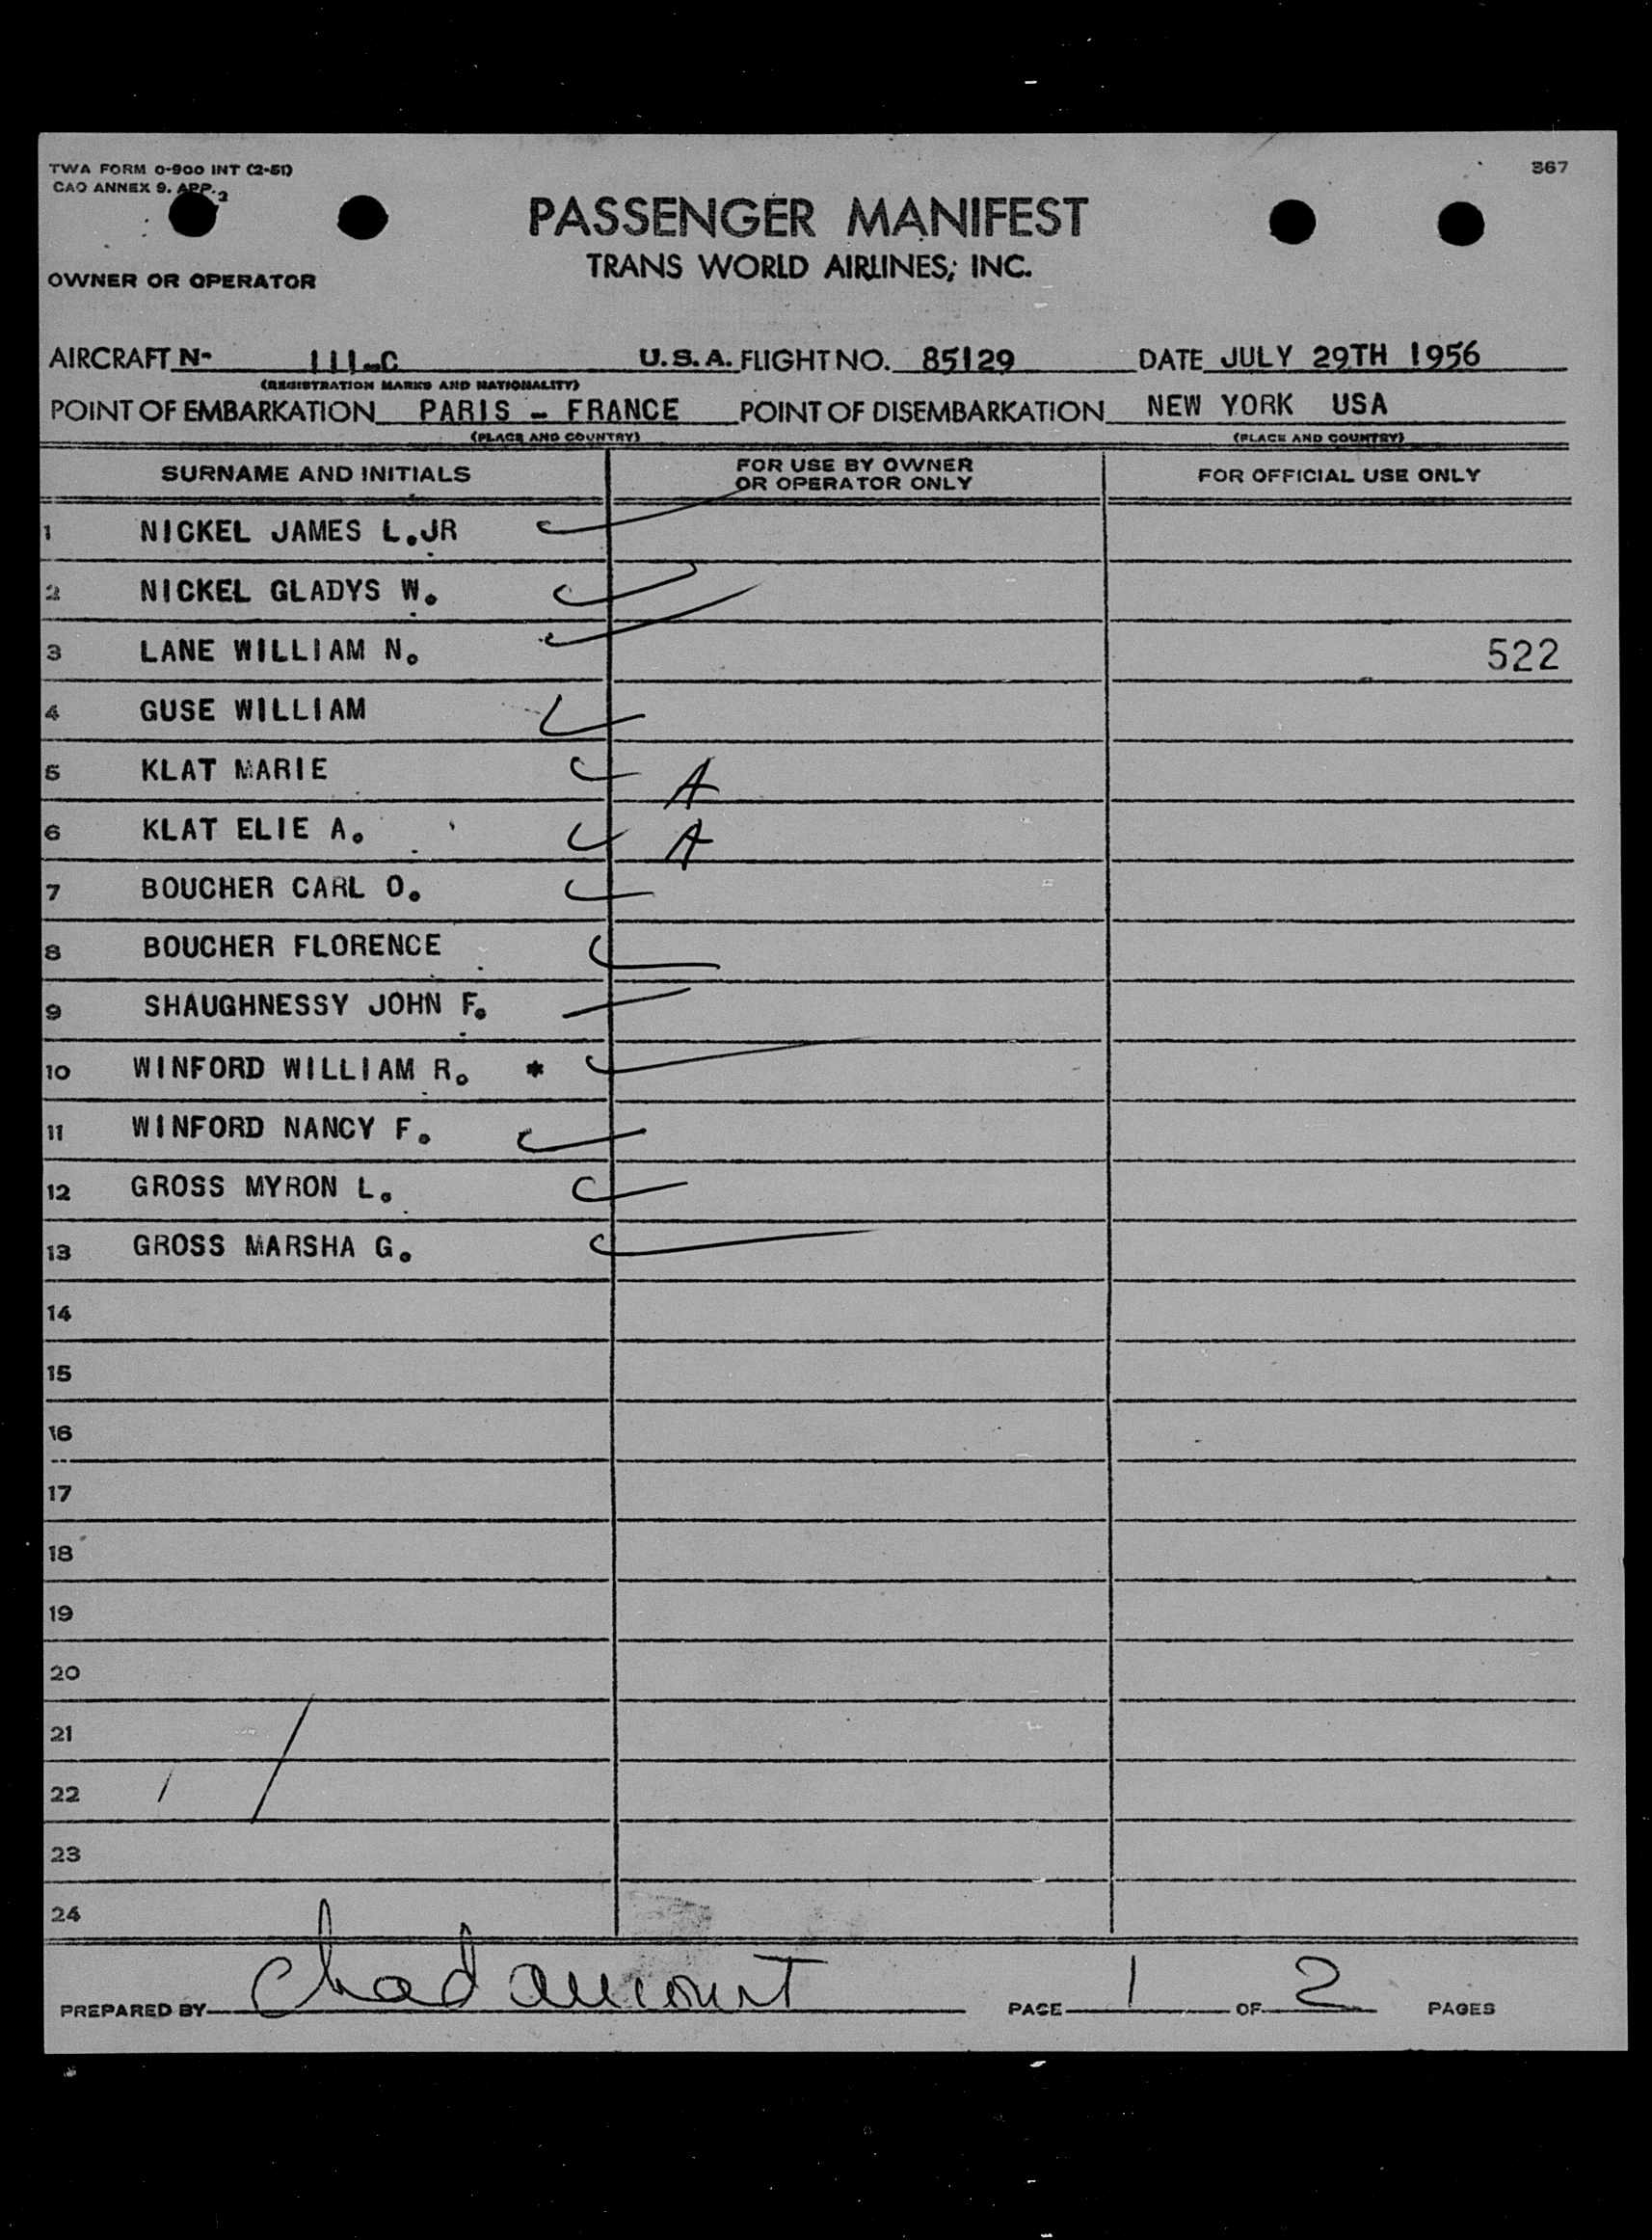 TWA FORM 0-900 INT (2-51)
CAO ANNEX 9. APP. 2
367
PASSENGER MANIFEST
TRANS WORLD AIRLINES, INC.
OWNER OR OPERATOR
AIRCRAFT N- 111-C U.S.A. FLIGHT NO. 85129 DATE JULY 29TH 1956
(REGISTRATION MARKS AND NATIONALITY)
POINT OF EMBARKATION PARIS - FRANCE POINT OF DISEMBARKATION NEW YORK USA
(PLACE AND COUNTRY) (PLACE AND COUNTRY)
SURNAME AND INITIALS FOR USE BY OWNER OR OPERATOR ONLY FOR OFFICIAL USE ONLY
1 NICKEL JAMES L.JR
2 NICKEL GLADYS W.
3 LANE WILLIAM N. 522
4 GUSE WILLIAM
5 KLAT MARIE A
6 KLAT ELIE A. A
7 BOUCHER CARL O.
8 BOUCHER FLORENCE
9 SHAUGHNESSY JOHN F.
10 WINFORD WILLIAM R. *
11 WINFORD NANCY F.
12 GROSS MYRON L.
13 GROSS MARSHA G.
14
15
16
17
18
19
20
21
22
23
24
PREPARED BY PAGE 1 OF 2 PAGES